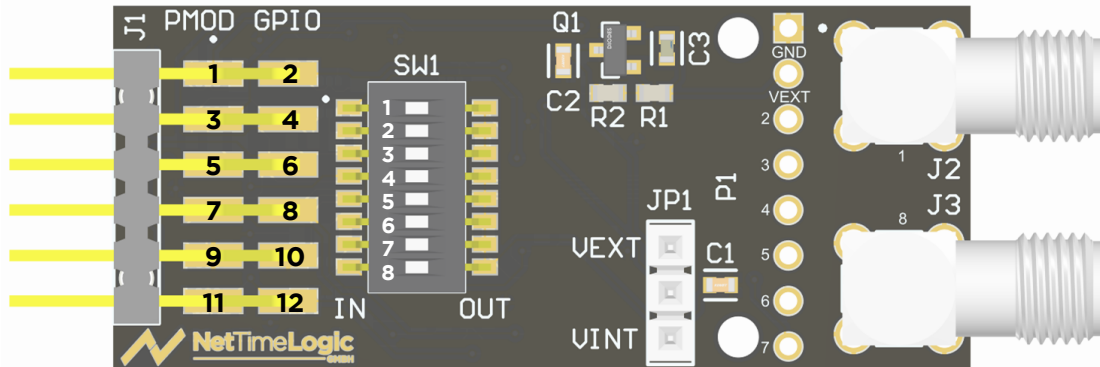 J1
PMOD GPIO
1 2
3 4
5 6
7 8
9 10
11 12
NetTimeLogic
GMBH
SW1
1
2
3
4
5
6
7
8
IN
OUT
Q1
C2
C3
R2
R1
JP1
VEXT
VINT
C1
P1
GND
VEXT
2
3
4
5
6
7
1
J2
J3
8